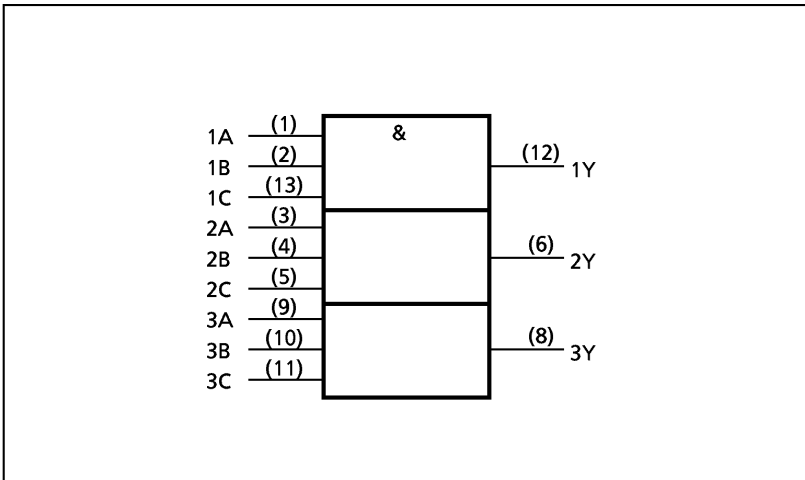 &
1A (1)
1B (2)
1C (13)
(12) 1Y
2A (3)
2B (4)
2C (5)
(6) 2Y
3A (9)
3B (10)
3C (11)
(8) 3Y